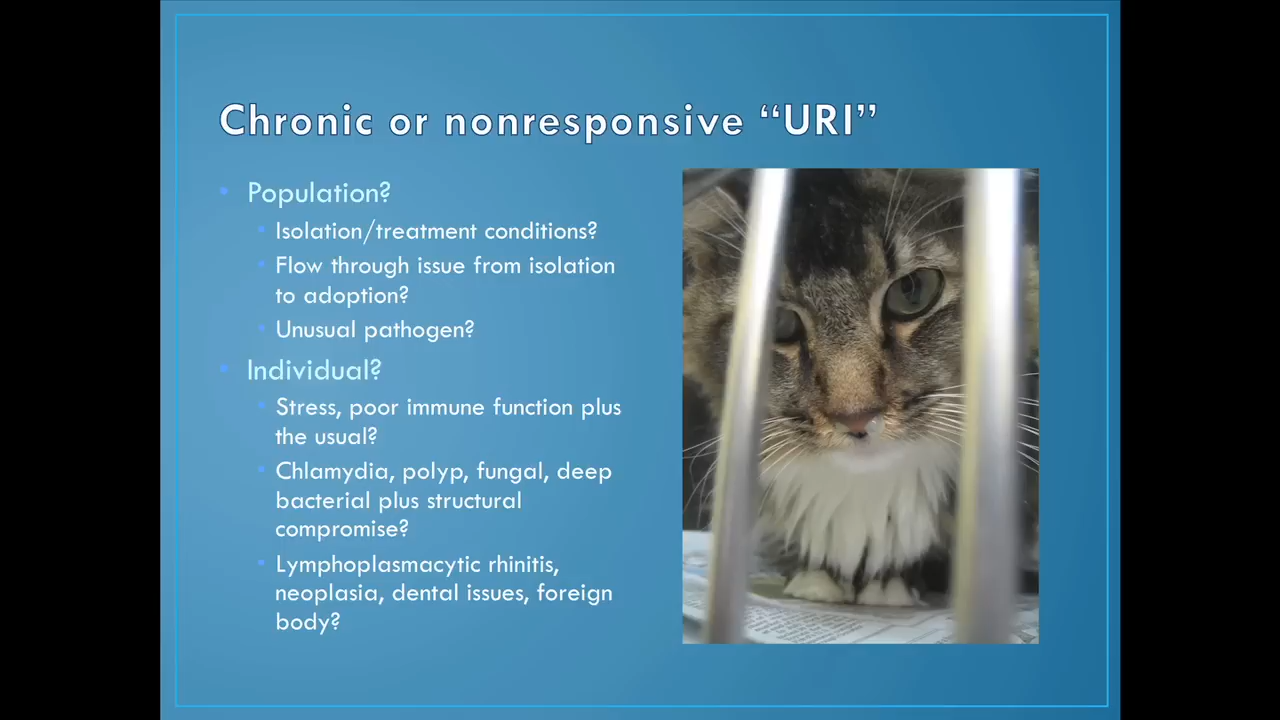 Chronic or nonresponsive “URI”
Population?
Isolation/treatment conditions?
Flow through issue from isolation
to adoption?
Unusual pathogen?
Individual?
Stress, poor immune function plus
the usual?
Chlamydia, polyp, fungal, deep
bacterial plus structural
compromise?
Lymphoplasmacytic rhinitis,
neoplasia, dental issues, foreign
body?